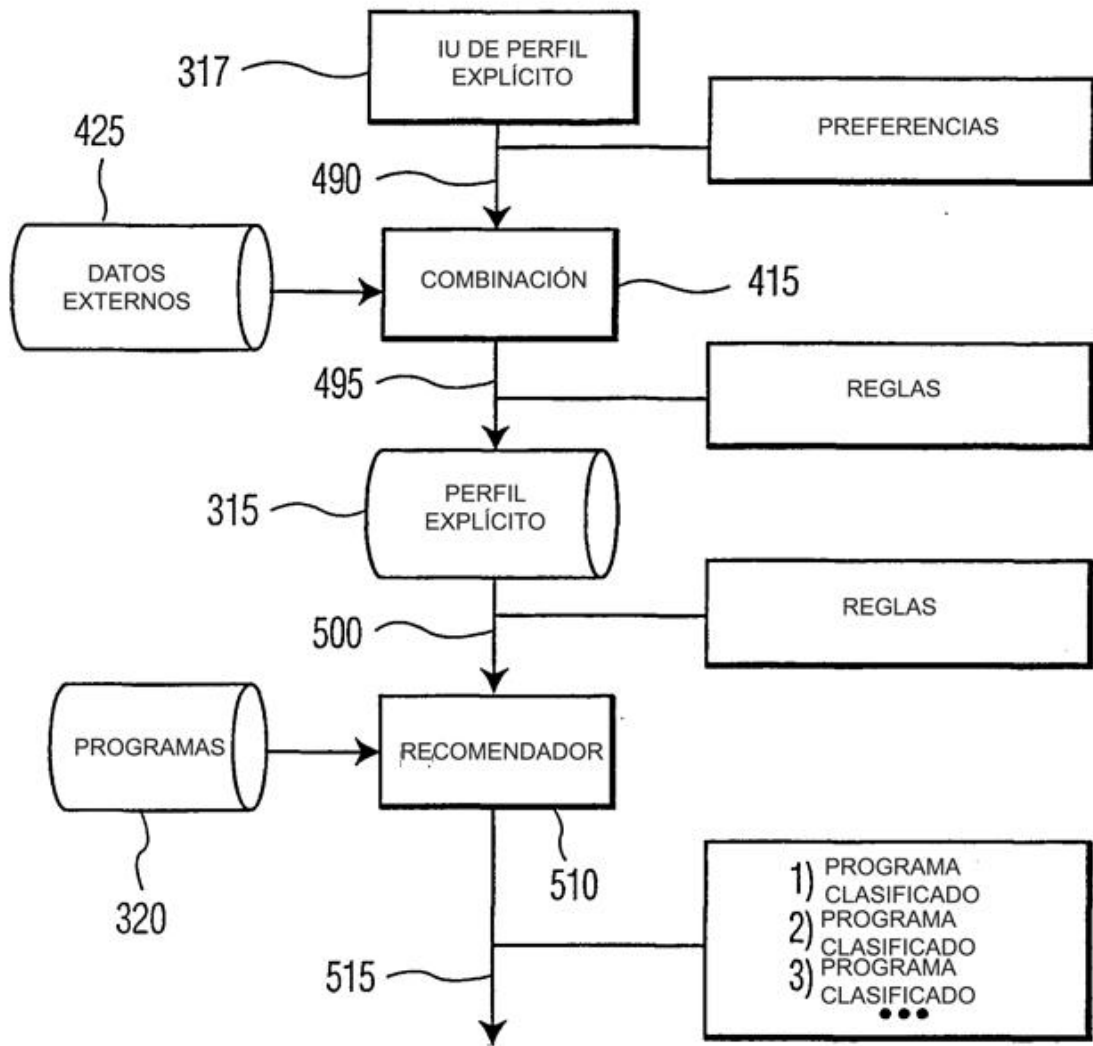 IU DE PERFIL
EXPLÍCITO
317
PREFERENCIAS
425
490
DATOS
EXTERNOS
COMBINACIÓN
415
495
REGLAS
315
PERFIL
EXPLÍCITO
500
REGLAS
PROGRAMAS
RECOMENDADOR
320
510
515
1) PROGRAMA
CLASIFICADO
2) PROGRAMA
CLASIFICADO
3) PROGRAMA
CLASIFICADO
●●●